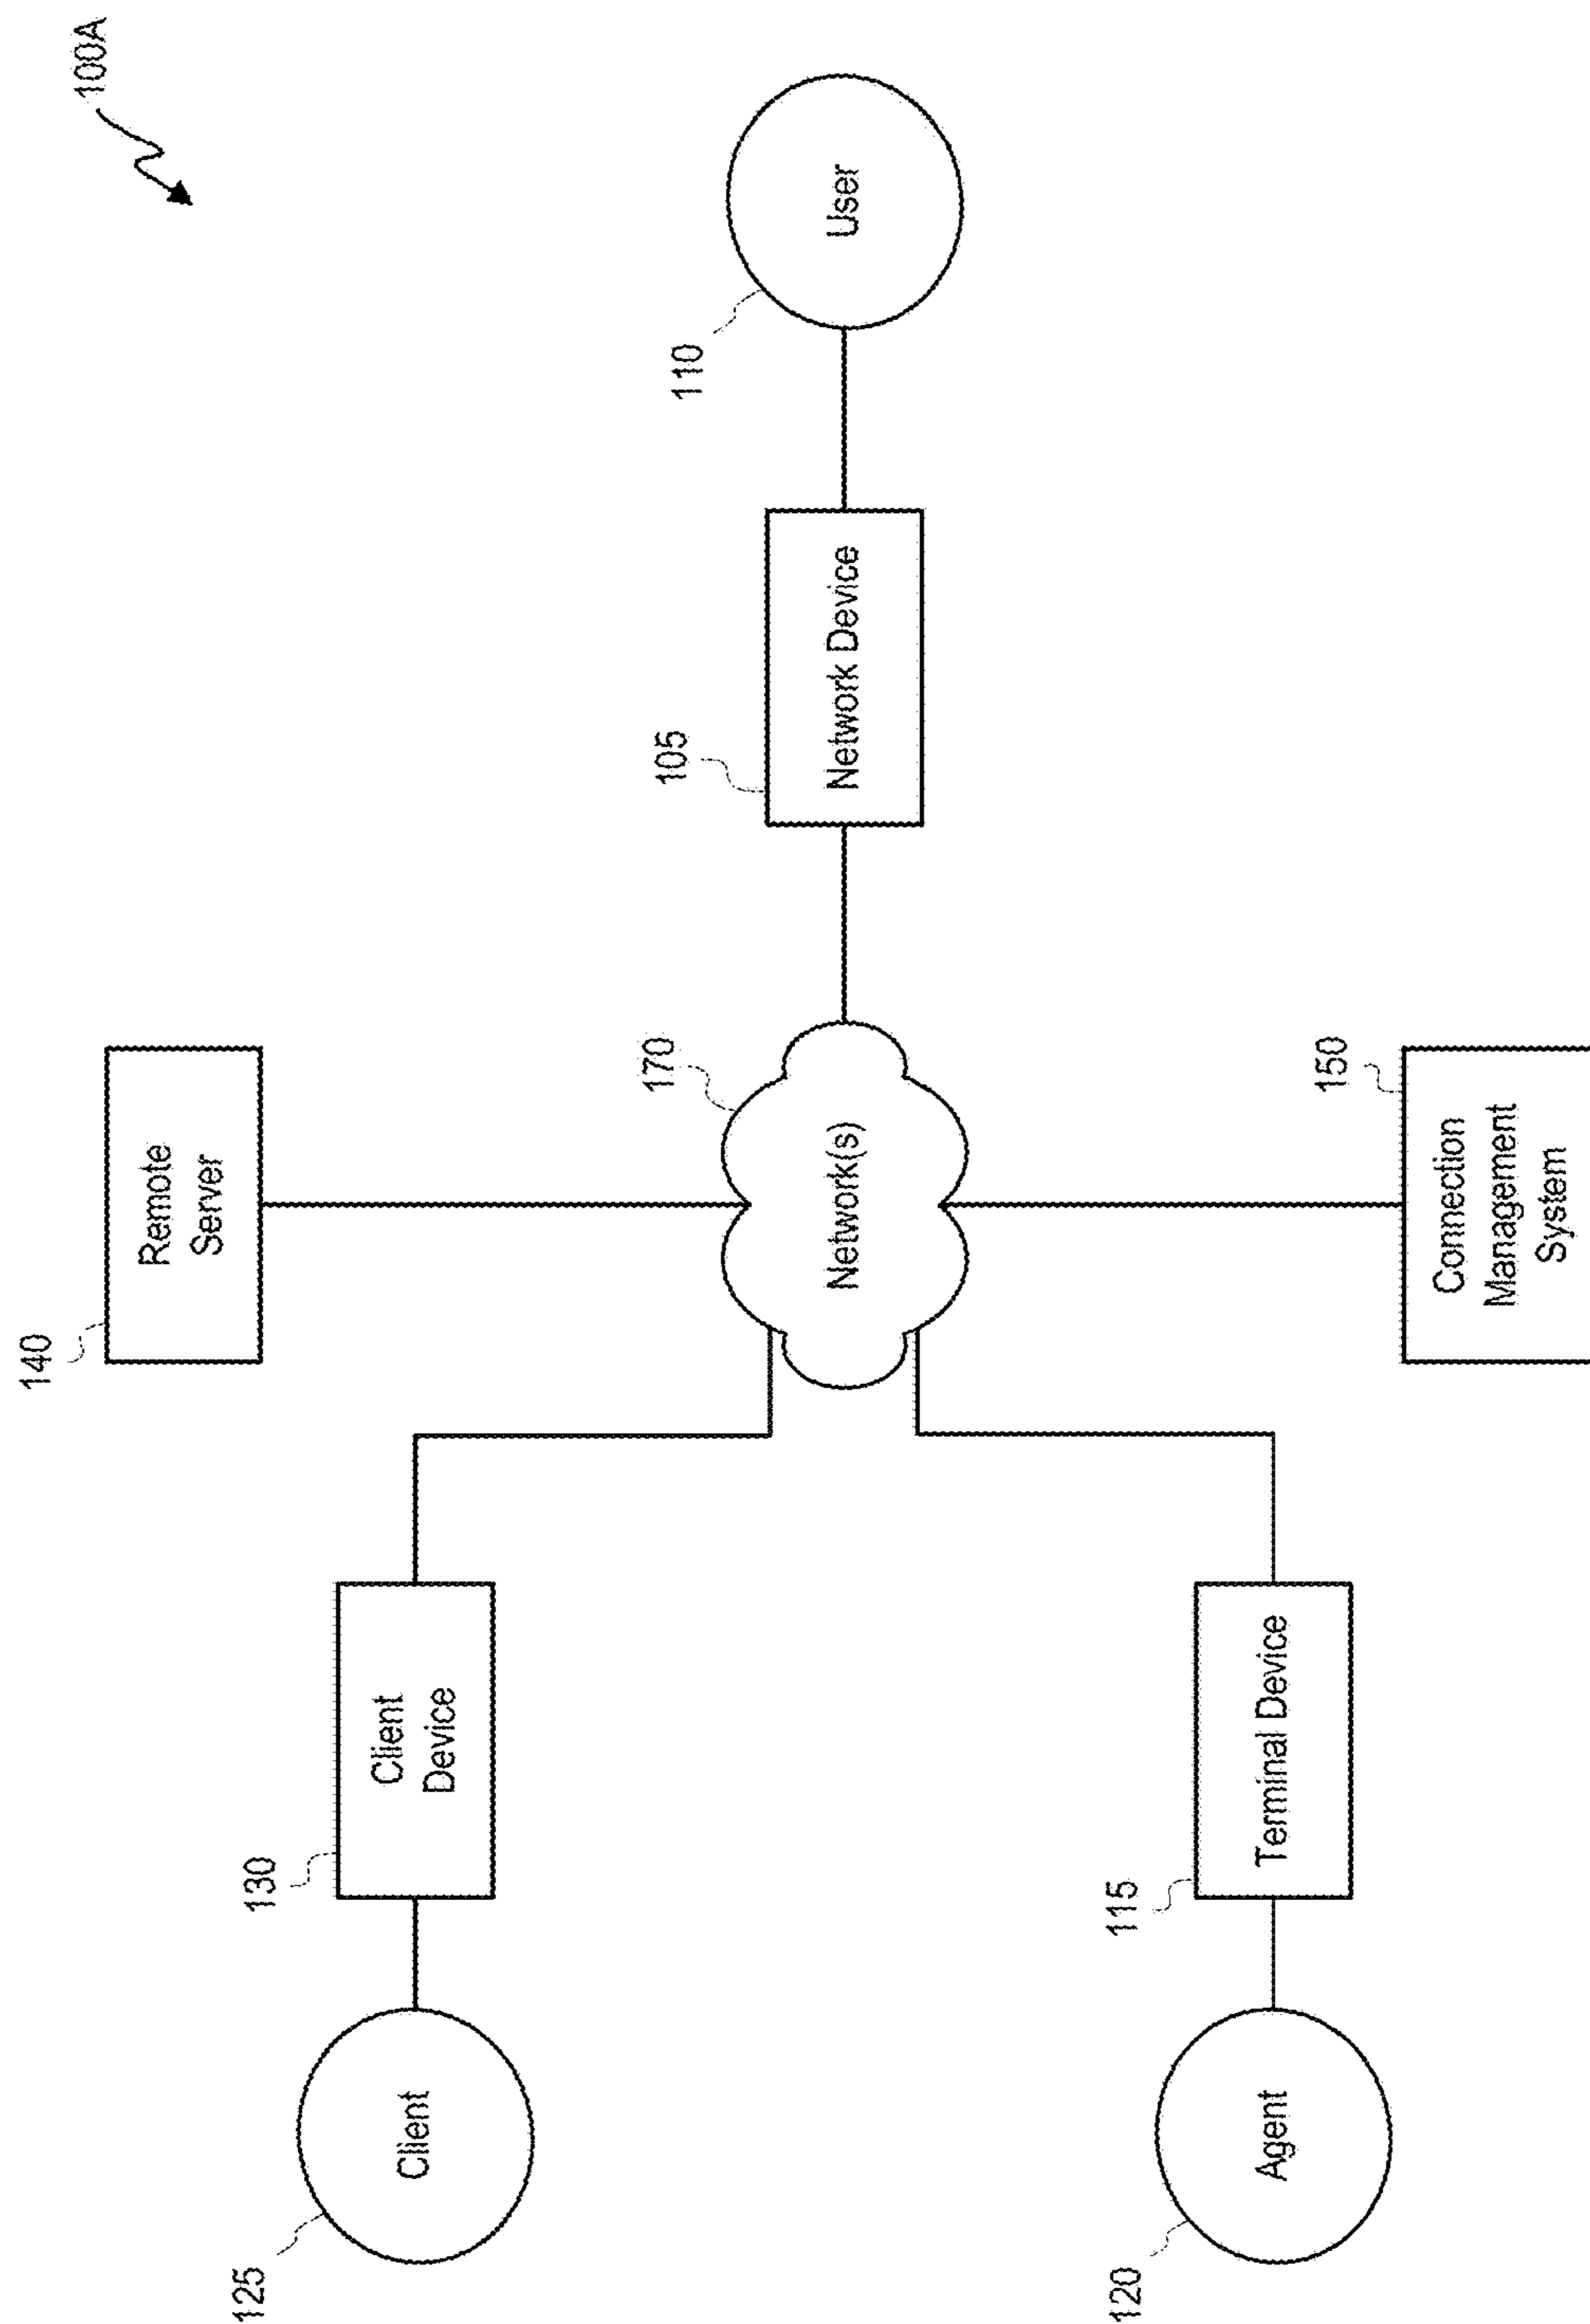 100A
140
Remote
Server
130
Client
Device
125
Client
170
Network(s)
105
Network Device
110
User
150
Connection
Management
System
115
Terminal Device
120
Agent